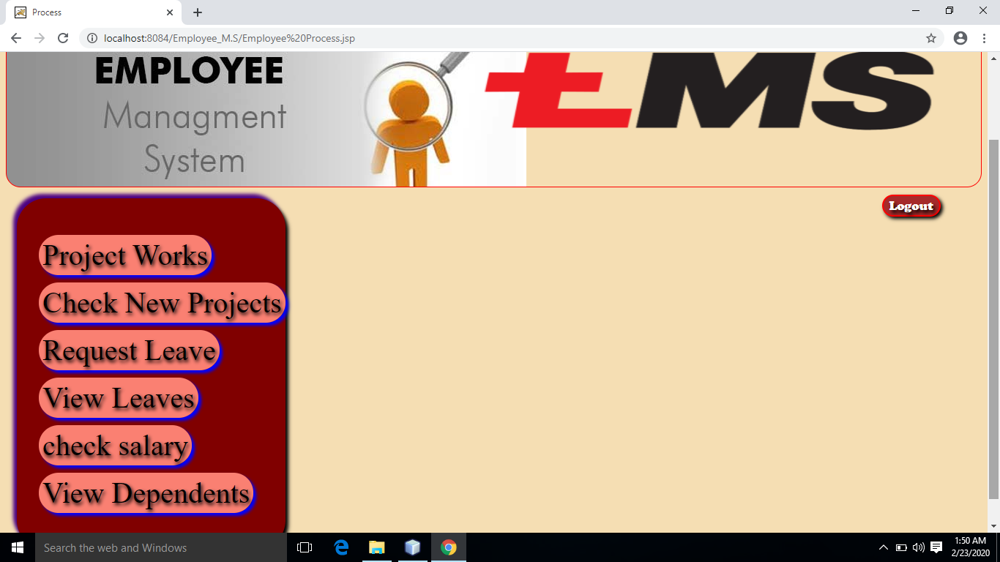 Process
localhost:8084/Employee_M.S/Employee%20Process.jsp
EMPLOYEE
Managment
System
EMS
Logout
Project Works
Check New Projects
Request Leave
View Leaves
check salary
View Dependents
Search the web and Windows
1:50 AM
2/23/2020